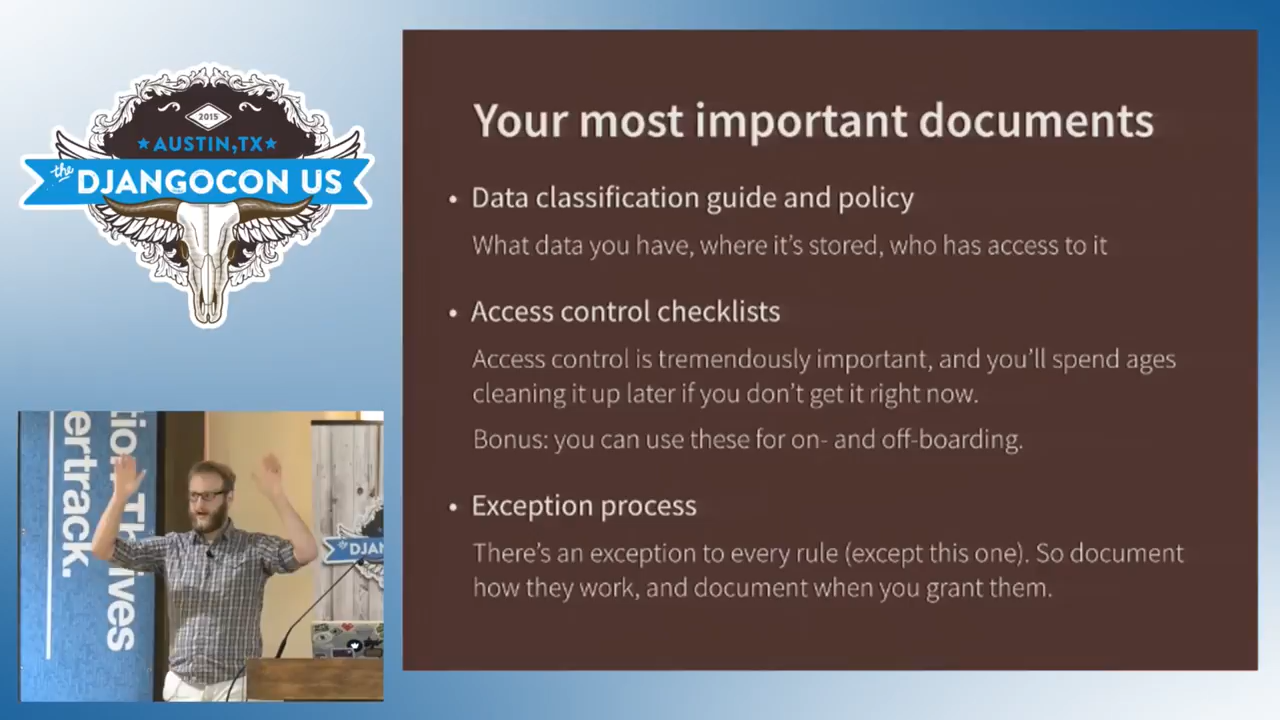 2015
AUSTIN, TX
the
DJANGOCON US
Your most important documents
• Data classification guide and policy
What data you have, where it's stored, who has access to it
• Access control checklists
Access control is tremendously important, and you'll spend ages
cleaning it up later if you don't get it right now.
Bonus: you can use these for on- and off-boarding.
• Exception process
There's an exception to every rule (except this one). So document
how they work, and document when you grant them.
ertrack.